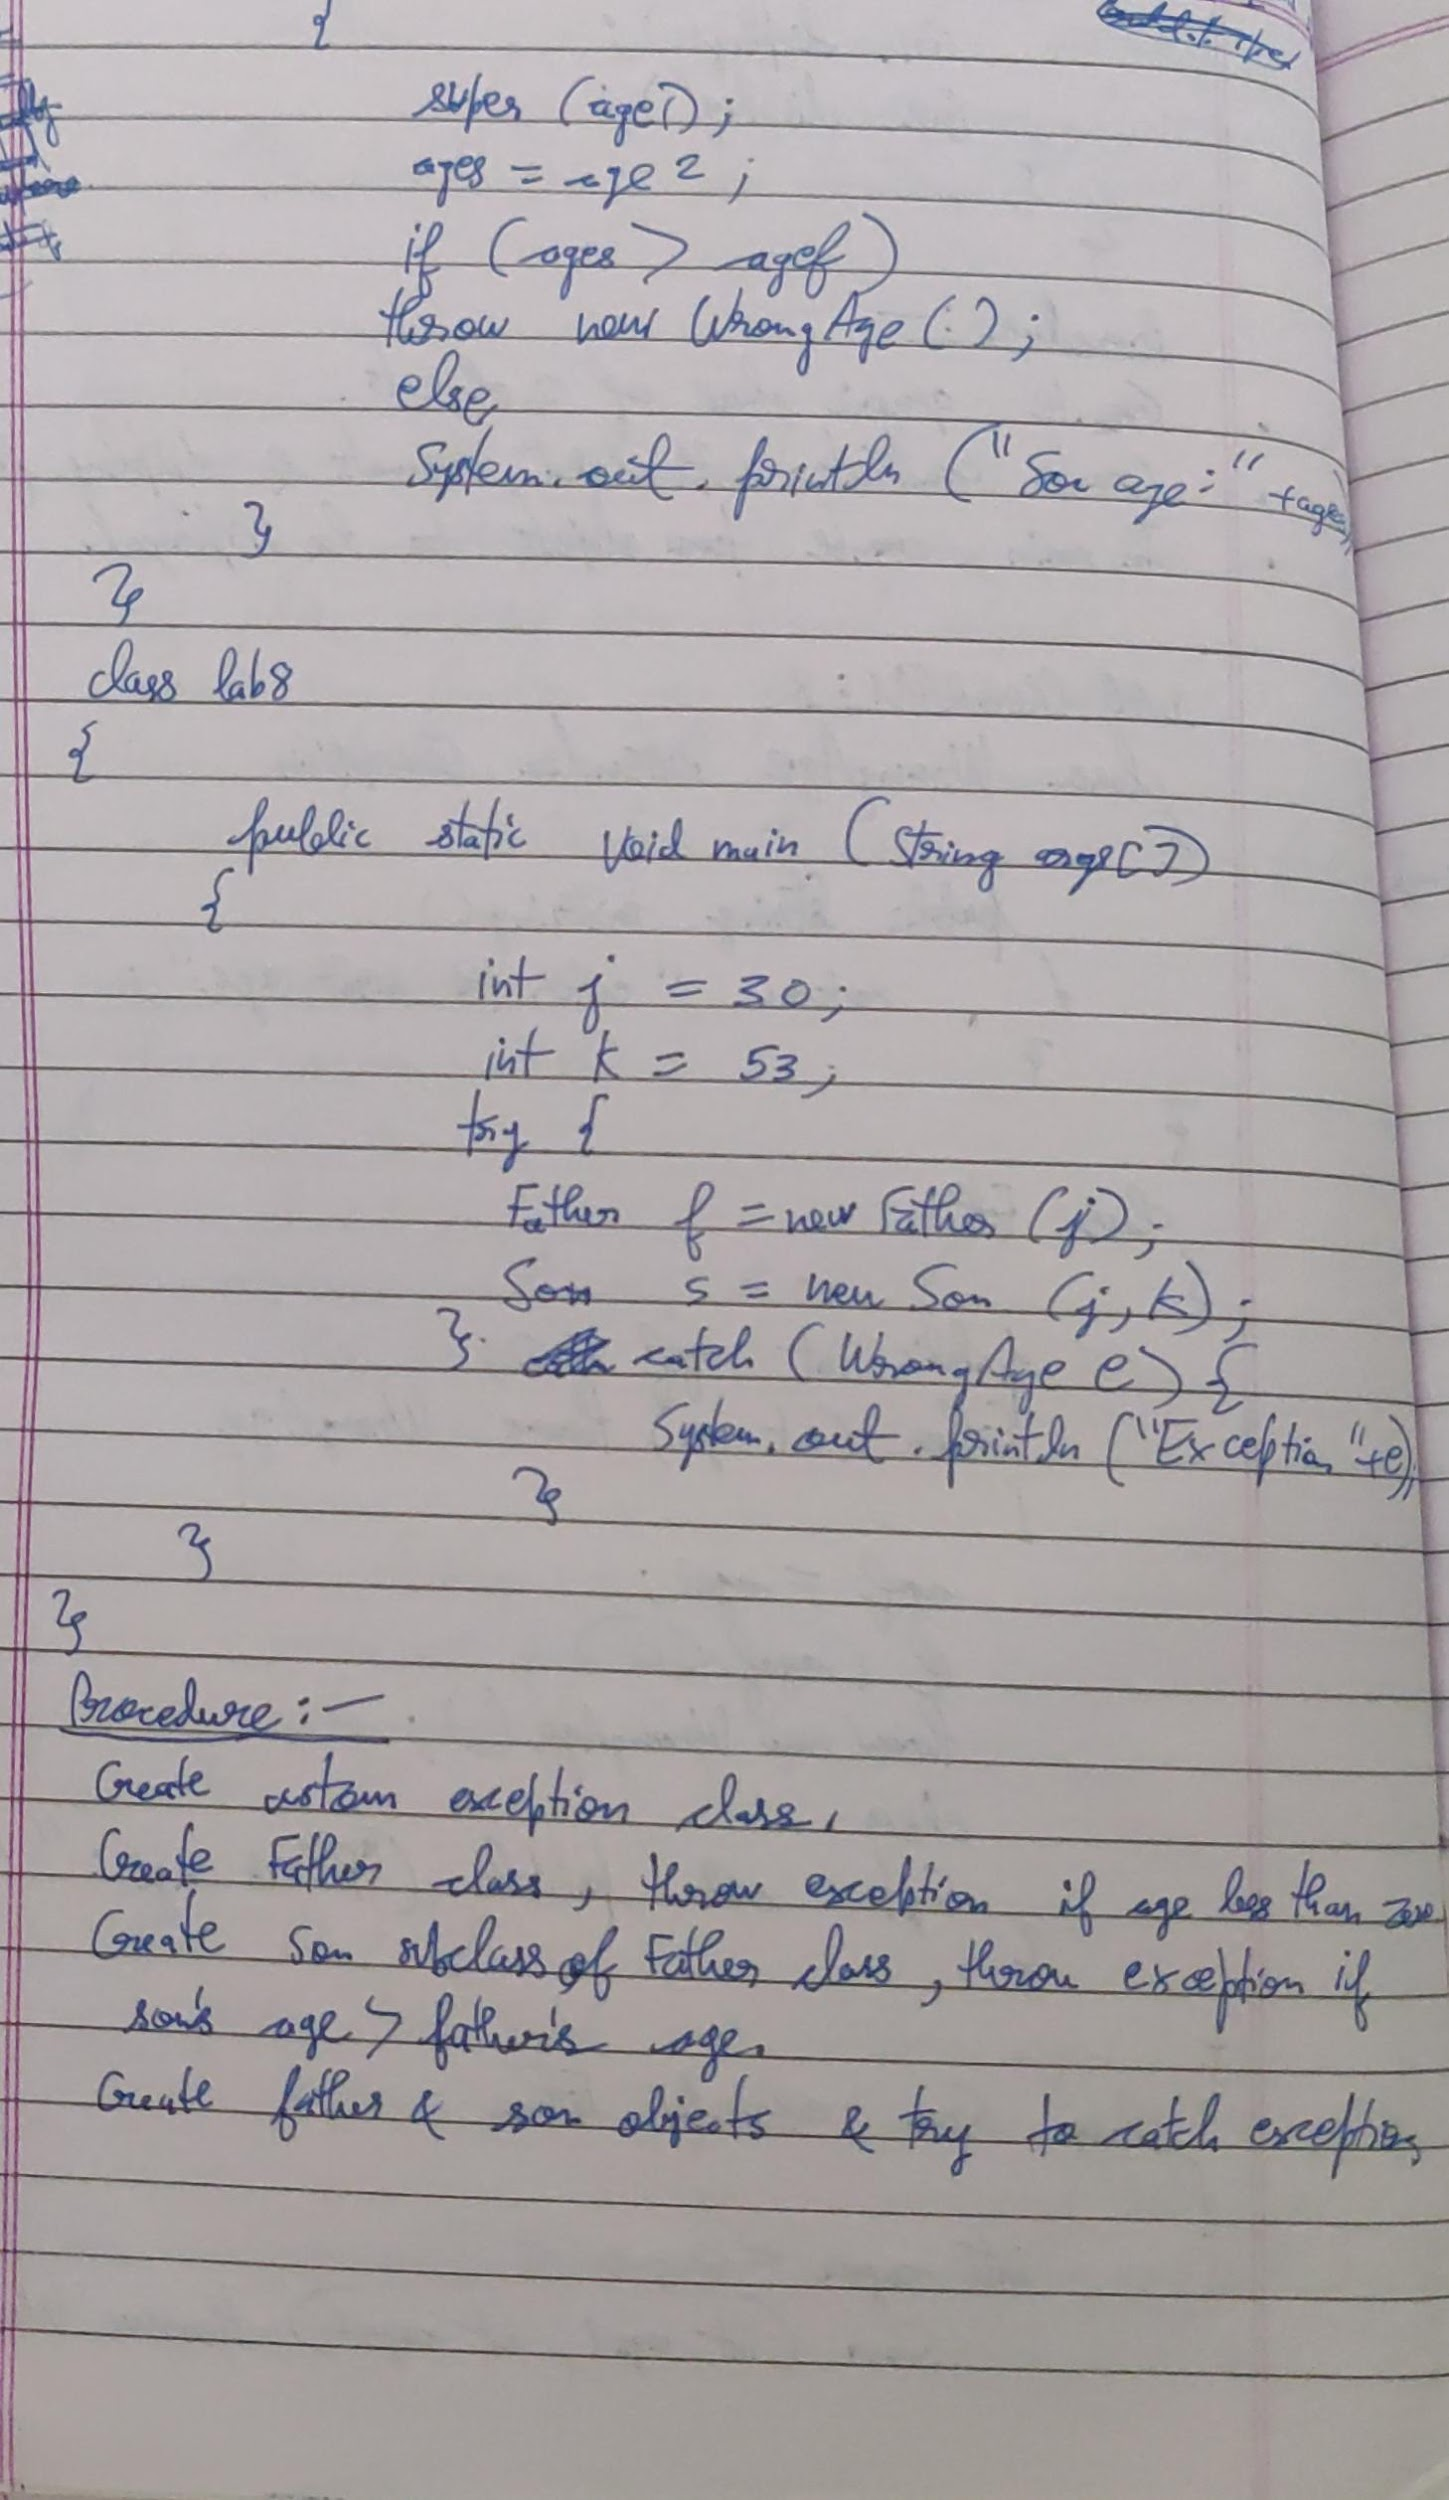 {
super (age1);
ages = age2;
if (ages > agef)
throw new WrongAge();
else
System.out.println ("Son age:" +ages)
}
}
class lab8
{
public static void main (String args[])
{
int j = 30;
int k = 53;
try {
Father f = new Father (j);
Son s = new Son (j, k);
} catch (WrongAge e) {
System.out.println ("Exception"+e);
}
}
}
Procedure :-
Create custom exception class.
Create Father class, throw exception if age less than zero
Create Son subclass of Father class, throw exception if
son's age > father's age.
Create father & son objects & try to catch exception,